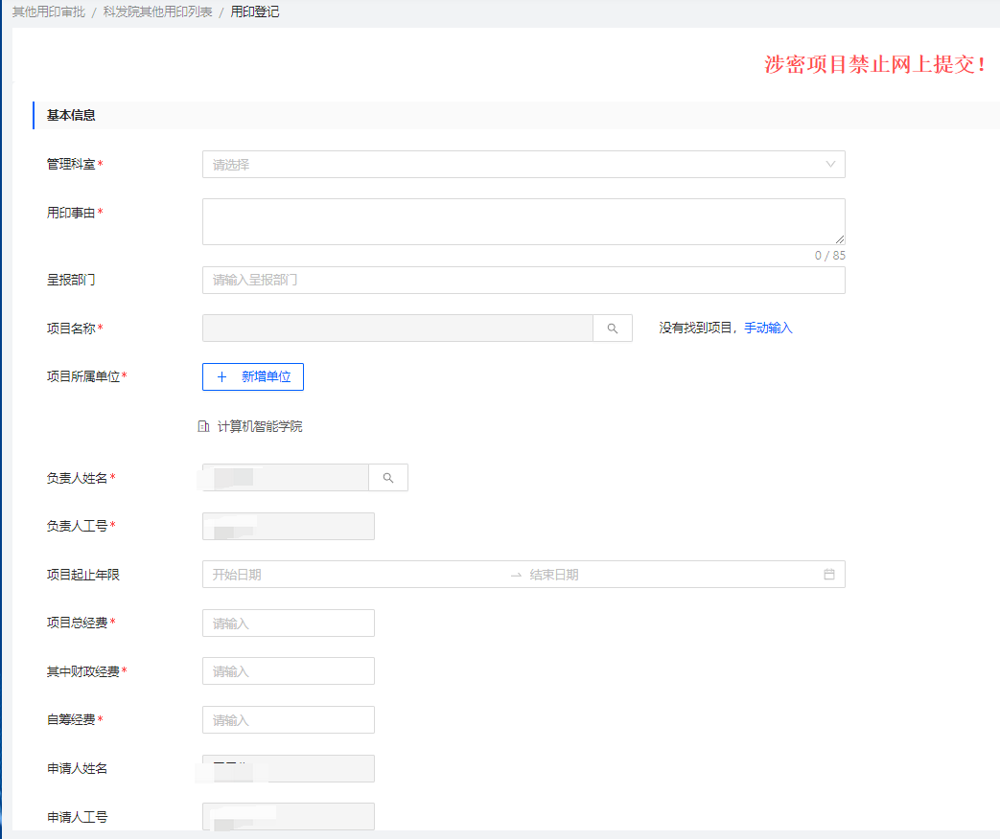 其他用印审批 / 科发院其他用印列表 / 用印登记
涉密项目禁止网上提交！
基本信息
管理科室* 请选择
用印事由*
0 / 85
呈报部门 请输入呈报部门
项目名称* 没有找到项目，手动输入
项目所属单位* + 新增单位
计算机智能学院
负责人姓名*
负责人工号*
项目起止年限 开始日期 → 结束日期
项目总经费* 请输入
其中财政经费* 请输入
自筹经费* 请输入
申请人姓名
申请人工号